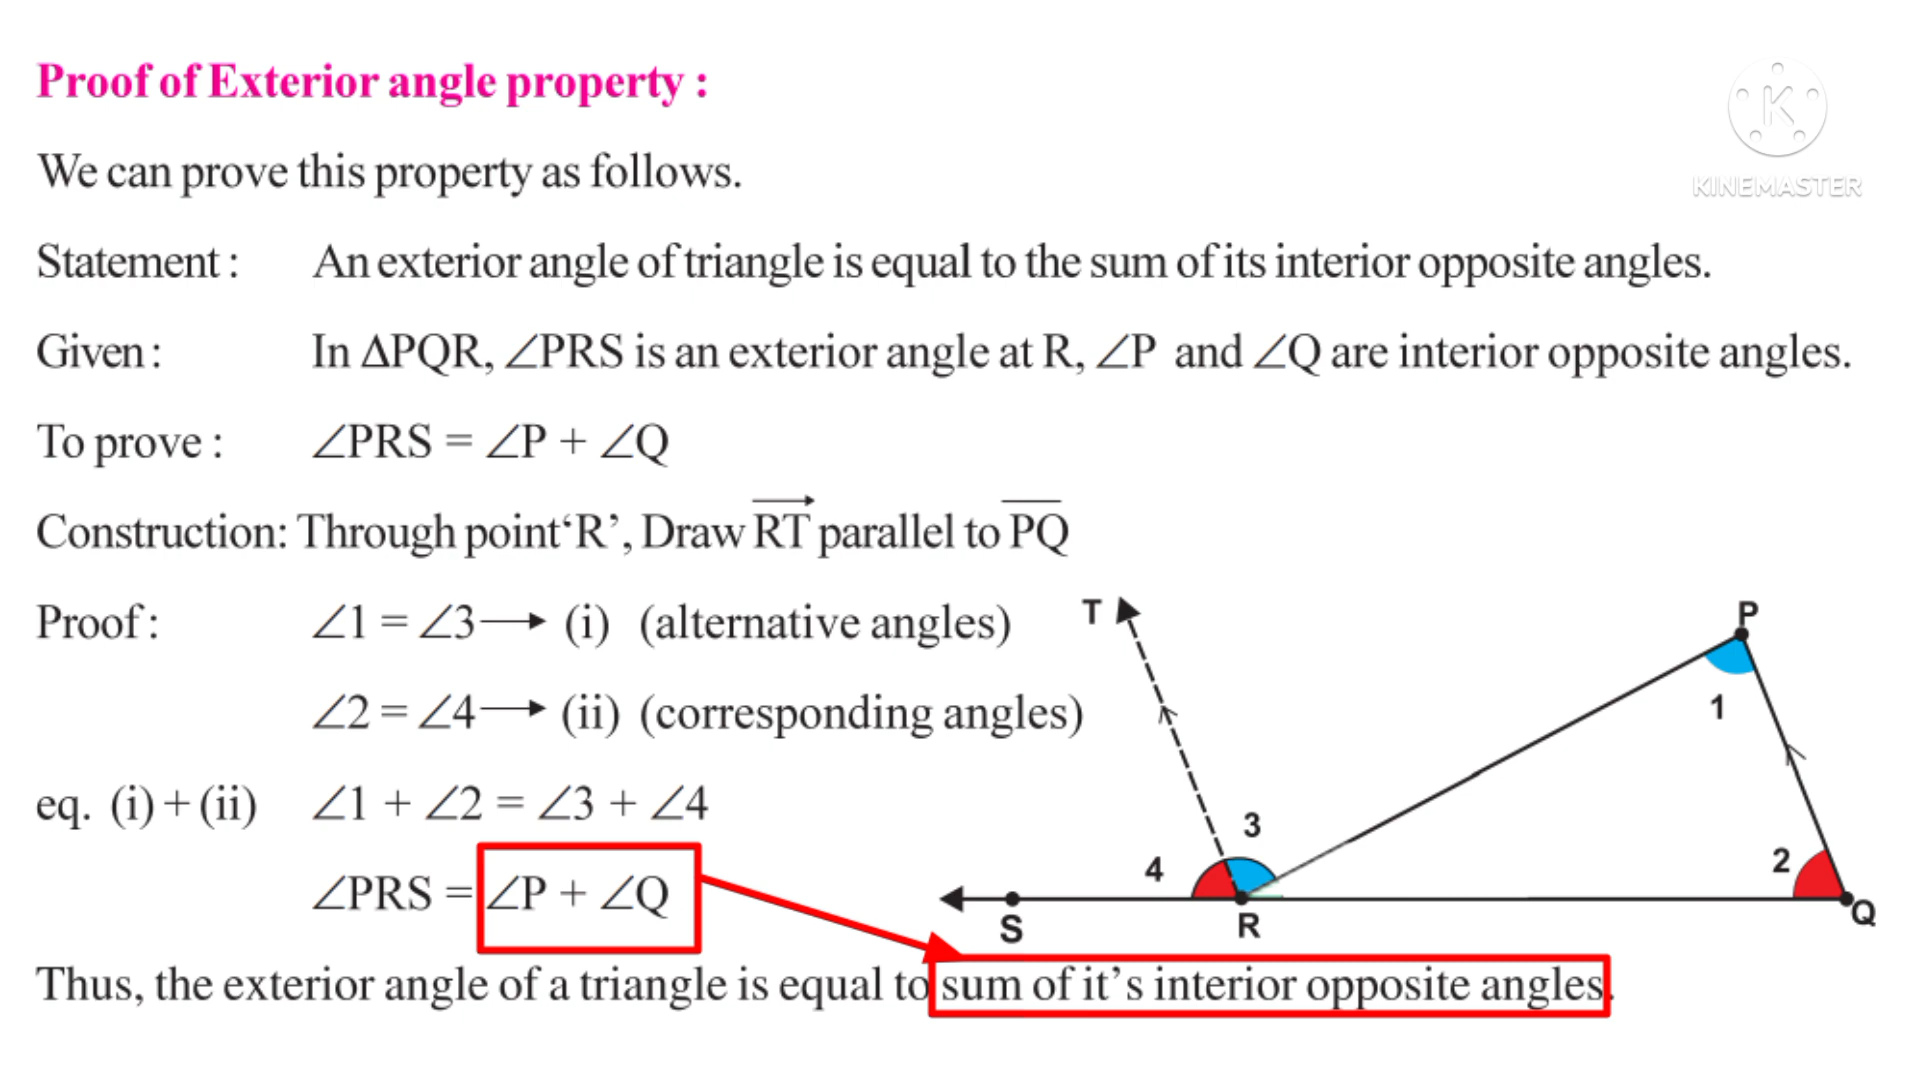 Proof of Exterior angle property :
KINEMASTER
We can prove this property as follows.
Statement : An exterior angle of triangle is equal to the sum of its interior opposite angles.
Given : In ΔPQR, ∠PRS is an exterior angle at R, ∠P and ∠Q are interior opposite angles.
To prove : ∠PRS = ∠P + ∠Q
Construction: Through point ‘R’, Draw RT parallel to PQ
Proof : ∠1 = ∠3 → (i) (alternative angles)
∠2 = ∠4 → (ii) (corresponding angles)
eq. (i) + (ii) ∠1 + ∠2 = ∠3 + ∠4
∠PRS = ∠P + ∠Q
T
P
1
3
4
2
S
R
Q
Thus, the exterior angle of a triangle is equal to sum of it’s interior opposite angles.